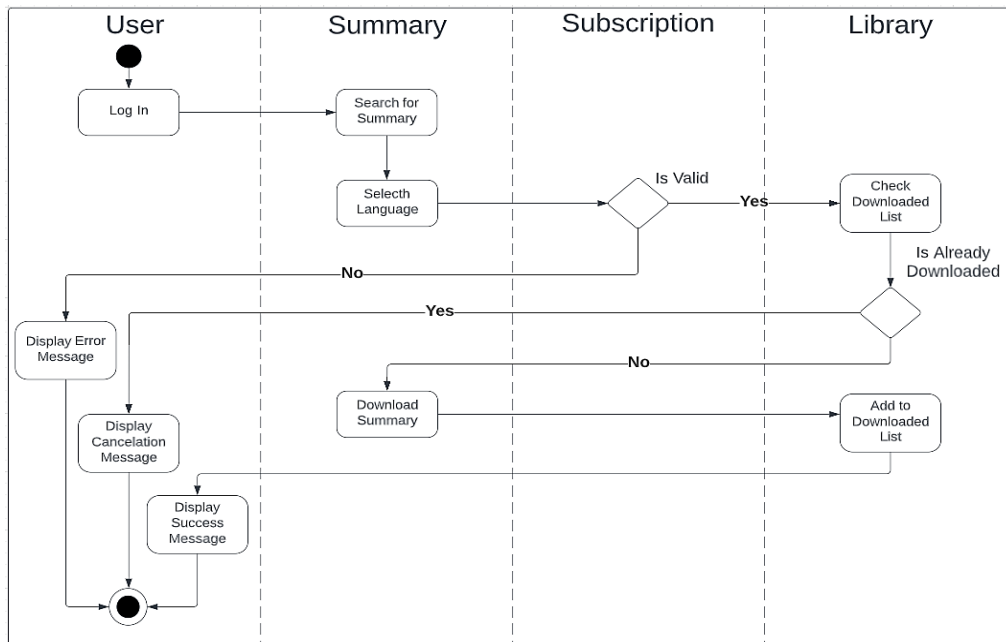 User
Summary
Subscription
Library
Log In
Search for
Summary
Selecth
Language
Is Valid
Yes
Check
Downloaded
List
Is Already
Downloaded
No
Yes
Display Error
Message
No
Download
Summary
Add to
Downloaded
List
Display
Cancelation
Message
Display
Success
Message